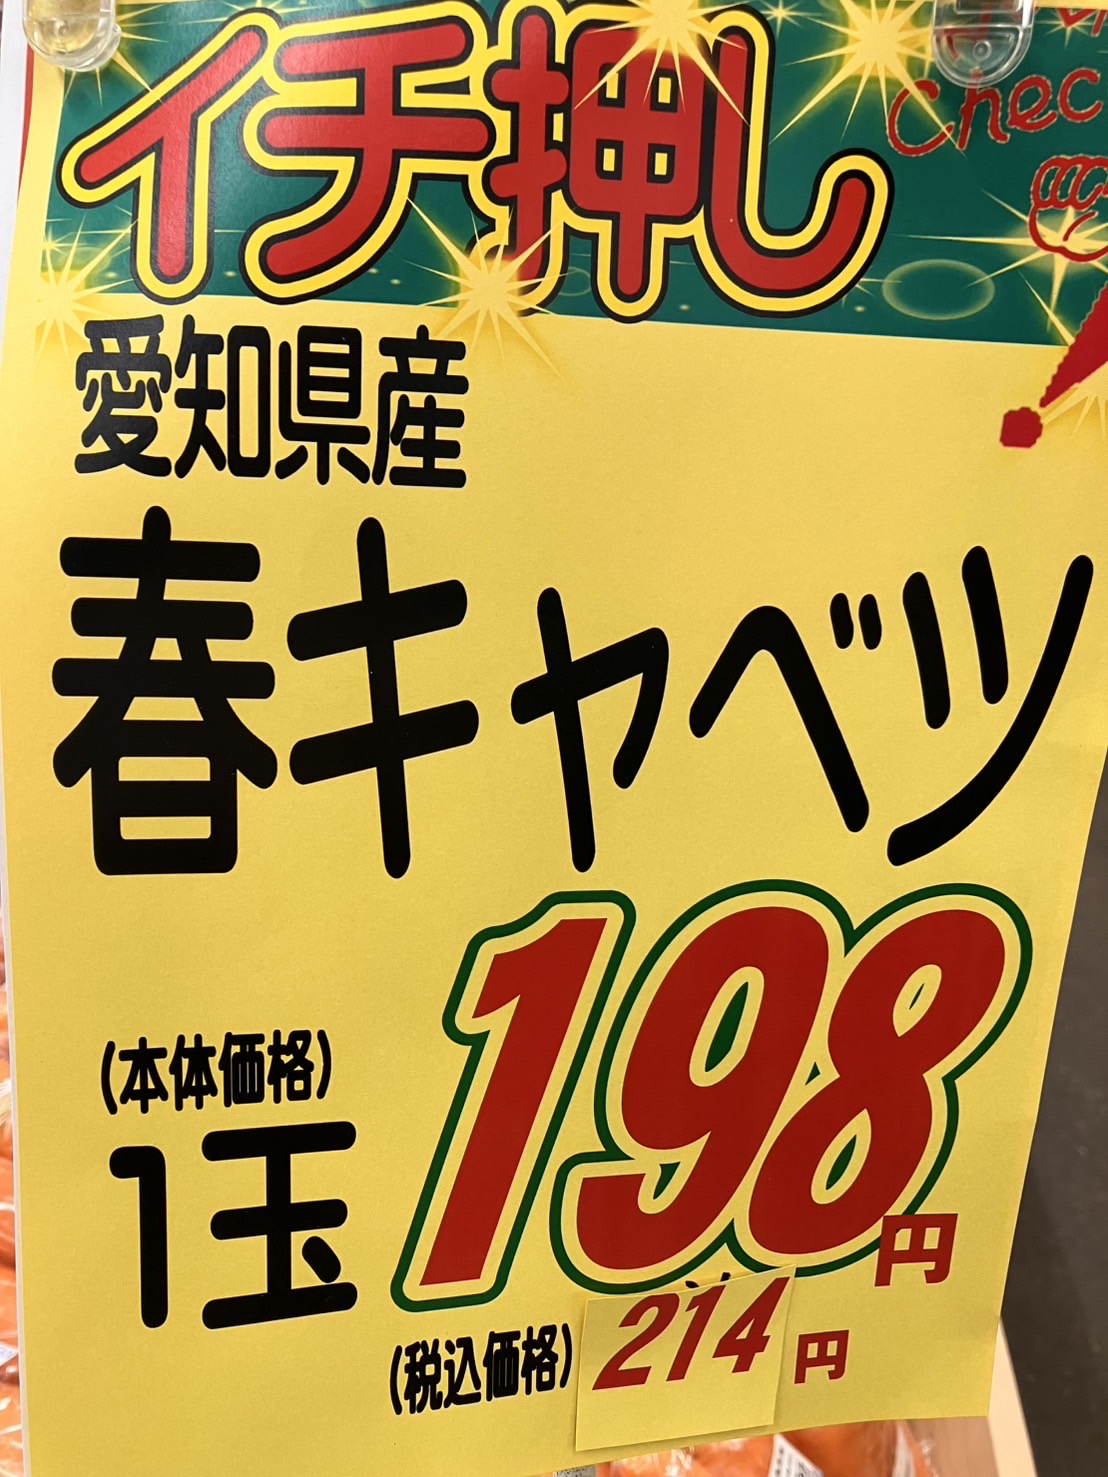 イチ押し
Chec
愛知県産
春キャベツ
(本体価格)
1玉 198円
(税込価格) 214円